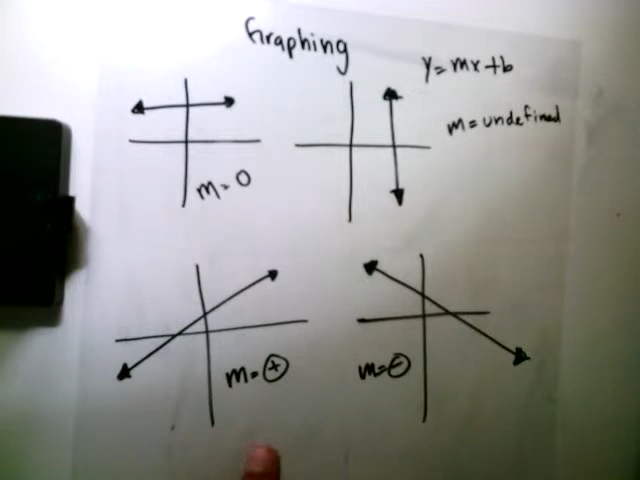 Graphing
y=mx+b
m=undefined
m=0
m=⊕
m=⊖